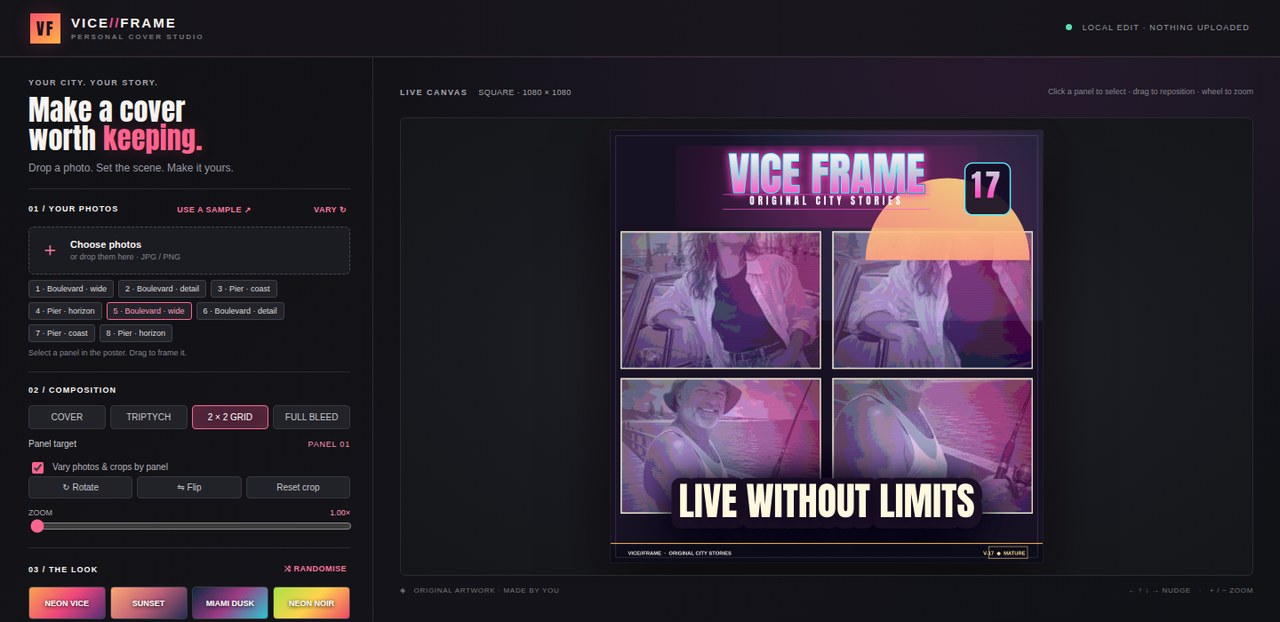 VF
VICE//FRAME
PERSONAL COVER STUDIO
LOCAL EDIT · NOTHING UPLOADED
YOUR CITY. YOUR STORY.
Make a cover
worth keeping.
Drop a photo. Set the scene. Make it yours.
01 / YOUR PHOTOS
USE A SAMPLE ↗
VARY ↻
+
Choose photos
or drop them here · JPG / PNG
1 · Boulevard · wide
2 · Boulevard · detail
3 · Pier · coast
4 · Pier · horizon
5 · Boulevard · wide
6 · Boulevard · detail
7 · Pier · coast
8 · Pier · horizon
Select a panel in the poster. Drag to frame it.
02 / COMPOSITION
COVER
TRIPTYCH
2 × 2 GRID
FULL BLEED
Panel target
PANEL 01
Vary photos & crops by panel
↻ Rotate
⇋ Flip
Reset crop
ZOOM
1.00×
03 / THE LOOK
⤨ RANDOMISE
NEON VICE
SUNSET
MIAMI DUSK
NEON NOIR
LIVE CANVAS
SQUARE · 1080 × 1080
Click a panel to select · drag to reposition · wheel to zoom
VICE FRAME
ORIGINAL CITY STORIES
17
LIVE WITHOUT LIMITS
VICE/FRAME · ORIGINAL CITY STORIES
V.17 ◆ MATURE
◈ ORIGINAL ARTWORK · MADE BY YOU
← ↑ ↓ → NUDGE · + / − ZOOM